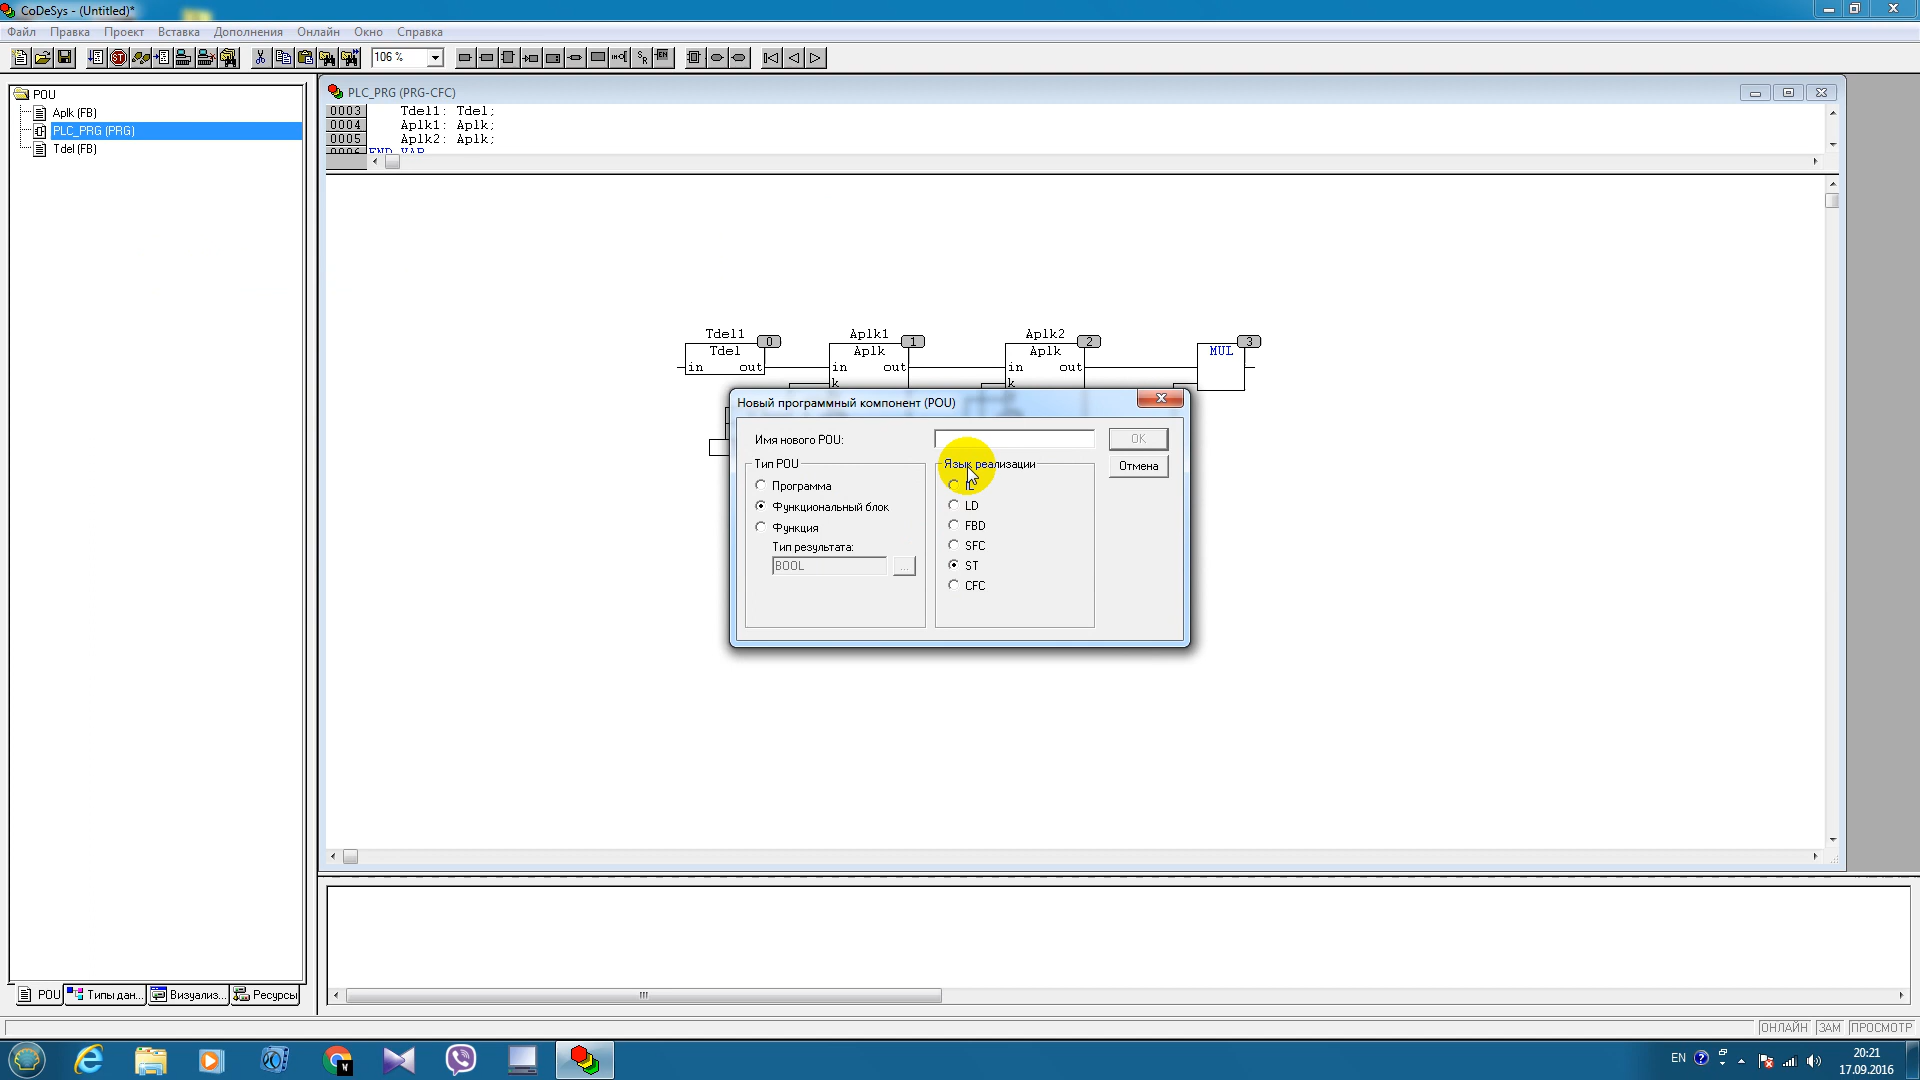 CoDeSys - (Untitled)*
Файл Правка Проект Вставка Дополнения Онлайн Окно Справка
106 %
POU
Aplk (FB)
PLC_PRG (PRG)
Tdel (FB)
PLC_PRG (PRG-CFC)
0003 Tdel1: Tdel;
0004 Aplk1: Aplk;
0005 Aplk2: Aplk;
0006 END_VAR
Tdel1 Aplk1 Aplk2
0 1 2 3
Tdel Aplk Aplk MUL
in out in out in out
k k
Новый программный компонент (POU)
Имя нового POU:
OK
Тип POU
Язык реализации
Отмена
Программа
IL
Функциональный блок
LD
Функция
FBD
Тип результата:
SFC
BOOL ...
ST
CFC
POU Типы дан... Визуализ... Ресурсы
ОНЛАЙН ЗАМ ПРОСМОТР
EN
20:21
17.09.2016